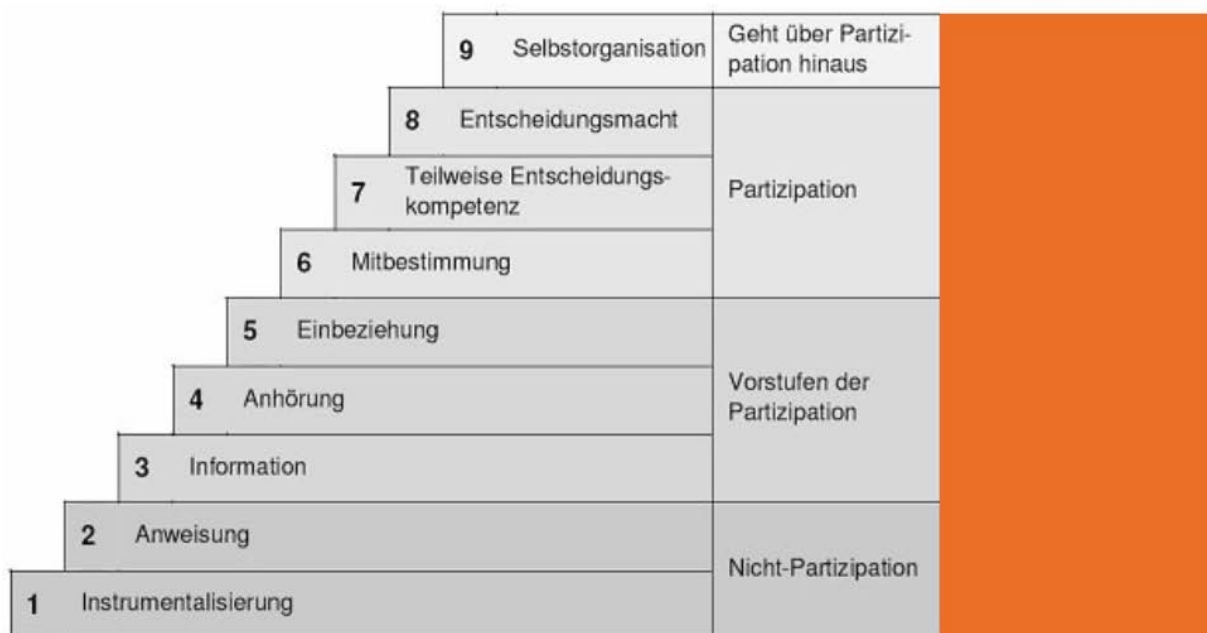 9 Selbstorganisation
Geht über Partizi-
pation hinaus
8 Entscheidungsmacht
7 Teilweise Entscheidungs-
kompetenz
Partizipation
6 Mitbestimmung
5 Einbeziehung
4 Anhörung
Vorstufen der
Partizipation
3 Information
2 Anweisung
Nicht-Partizipation
1 Instrumentalisierung